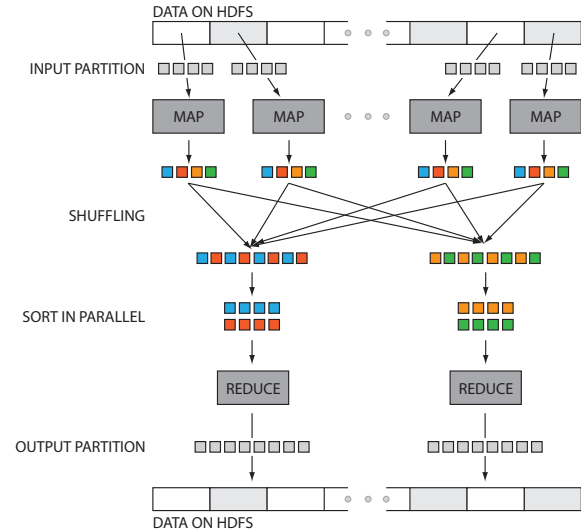 DATA ON HDFS
INPUT PARTITION
MAP MAP MAP MAP
SHUFFLING
SORT IN PARALLEL
REDUCE REDUCE
OUTPUT PARTITION
DATA ON HDFS